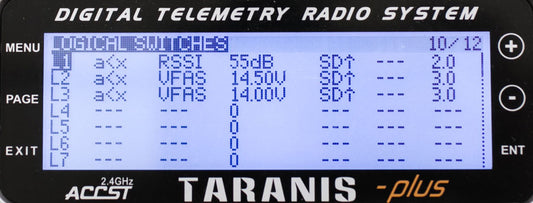 DIGITAL TELEMETRY RADIO SYSTEM
MENU
LOGICAL SWITCHES 10/12
L1 a<x RSSI 55dB SD↑ --- 2.0
L2 a<x VFAS 14.50V SD↑ --- 3.0
L3 a<x VFAS 14.00V SD↑ --- 3.0
L4 --- --- 0 --- --- ---
L5 --- --- 0 --- --- ---
L6 --- --- 0 --- --- ---
L7 --- --- 0 --- --- ---
+
PAGE
-
EXIT
ENT
2.4GHz
ACCST
TARANIS -plus